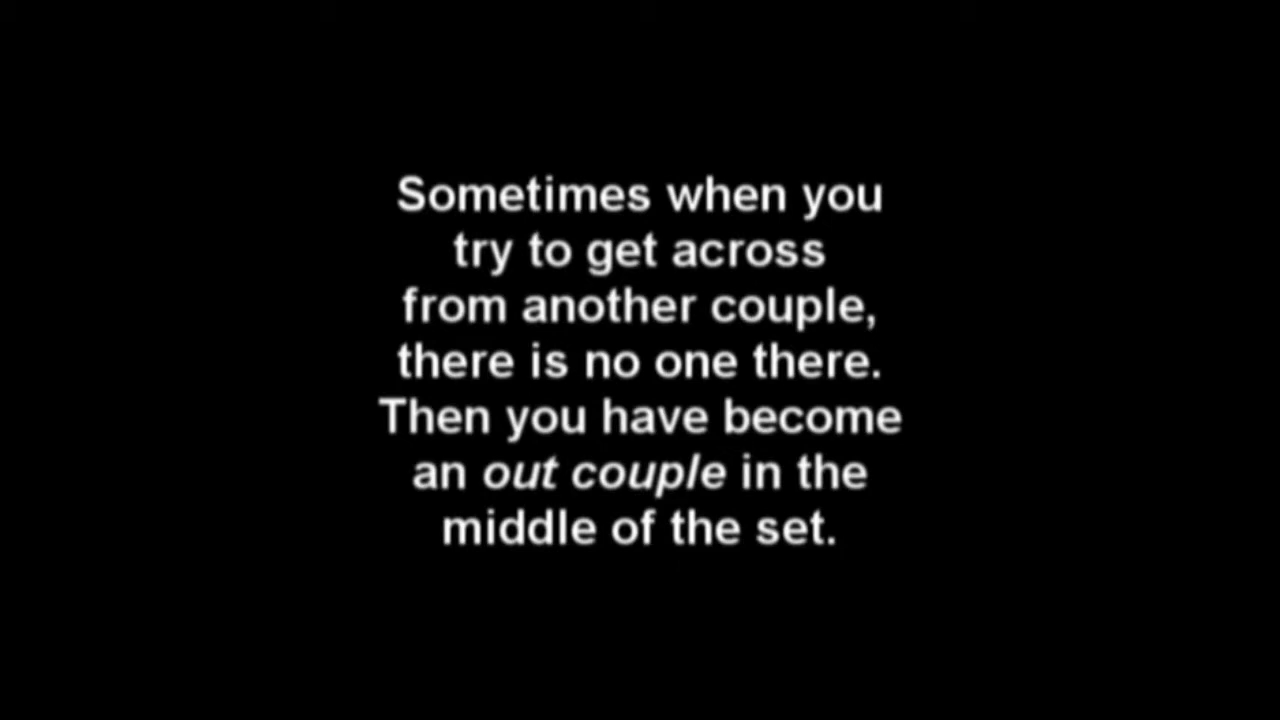 Sometimes when you
try to get across
from another couple,
there is no one there.
Then you have become
an out couple in the
middle of the set.